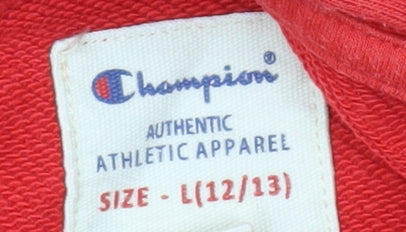 Champion®
AUTHENTIC
ATHLETIC APPAREL
SIZE - L(12/13)